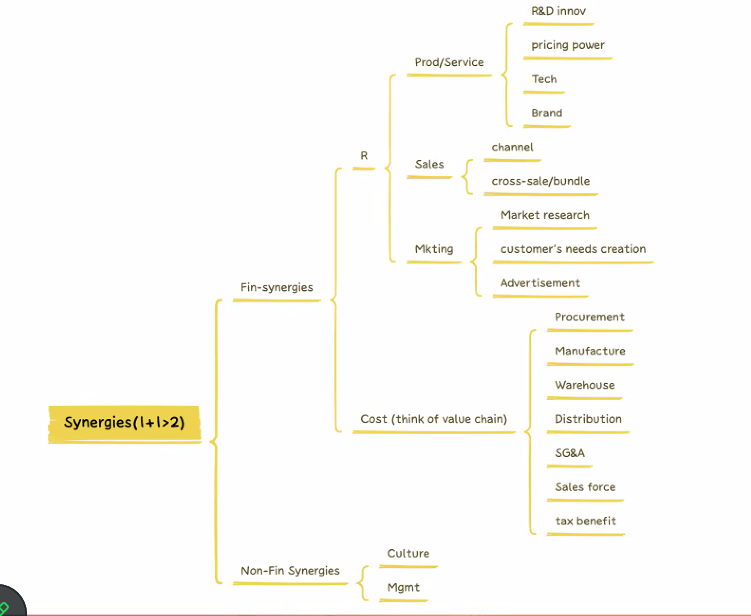 Synergies(1+1>2)
Fin-synergies
R
Prod/Service
R&D innov
pricing power
Tech
Brand
Sales
channel
cross-sale/bundle
Mkting
Market research
customer's needs creation
Advertisement
Cost (think of value chain)
Procurement
Manufacture
Warehouse
Distribution
SG&A
Sales force
tax benefit
Non-Fin Synergies
Culture
Mgmt